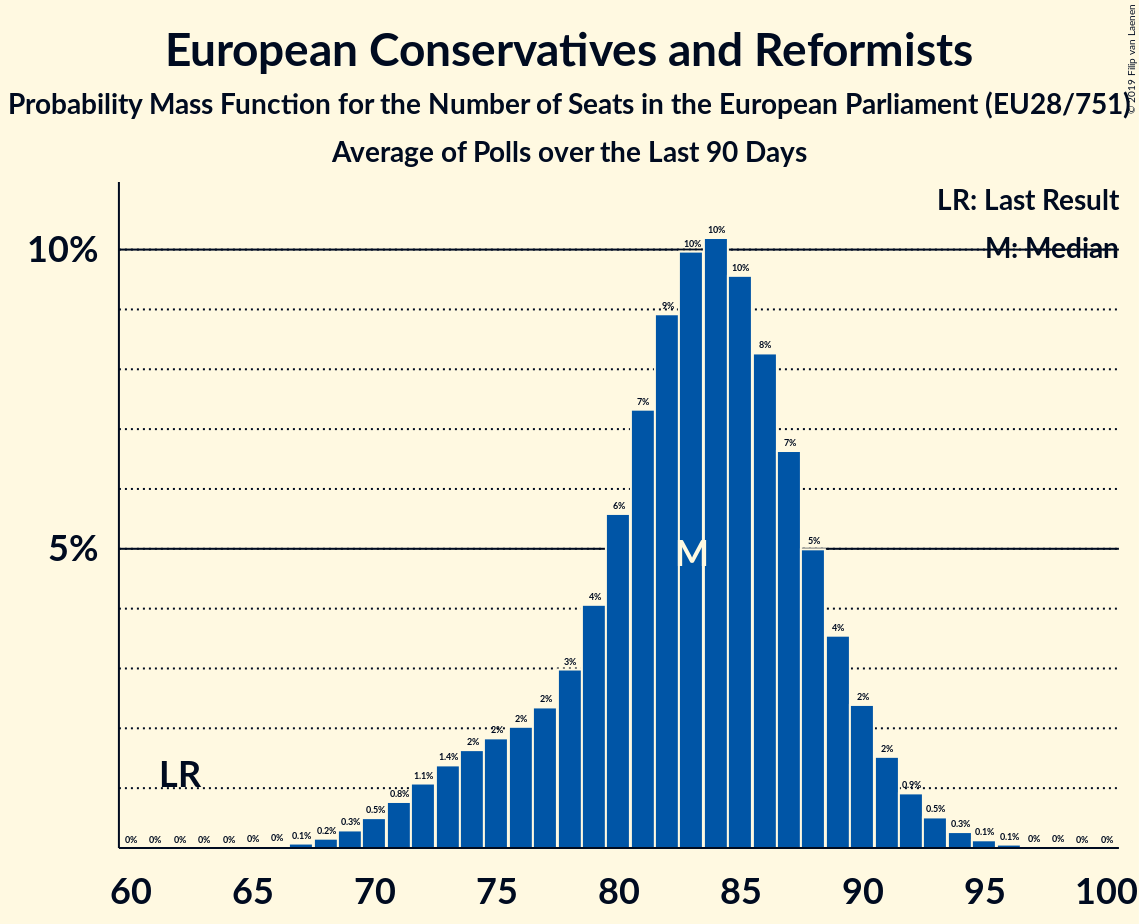 European Conservatives and Reformists
Probability Mass Function for the Number of Seats in the European Parliament (EU28/751)
Average of Polls over the Last 90 Days
© 2019 Filip van Laenen
LR: Last Result
M: Median
10%
5%
0% 0% 0% 0% 0% 0% 0% 0.1% 0.2% 0.3% 0.5% 0.8% 1.1% 1.4% 2% 2% 2% 2% 3% 4% 6% 7% 9% 10% 10% 10% 8% 7% 5% 4% 2% 2% 0.9% 0.5% 0.3% 0.1% 0.1% 0% 0% 0% 0%
M
LR
60 65 70 75 80 85 90 95 100